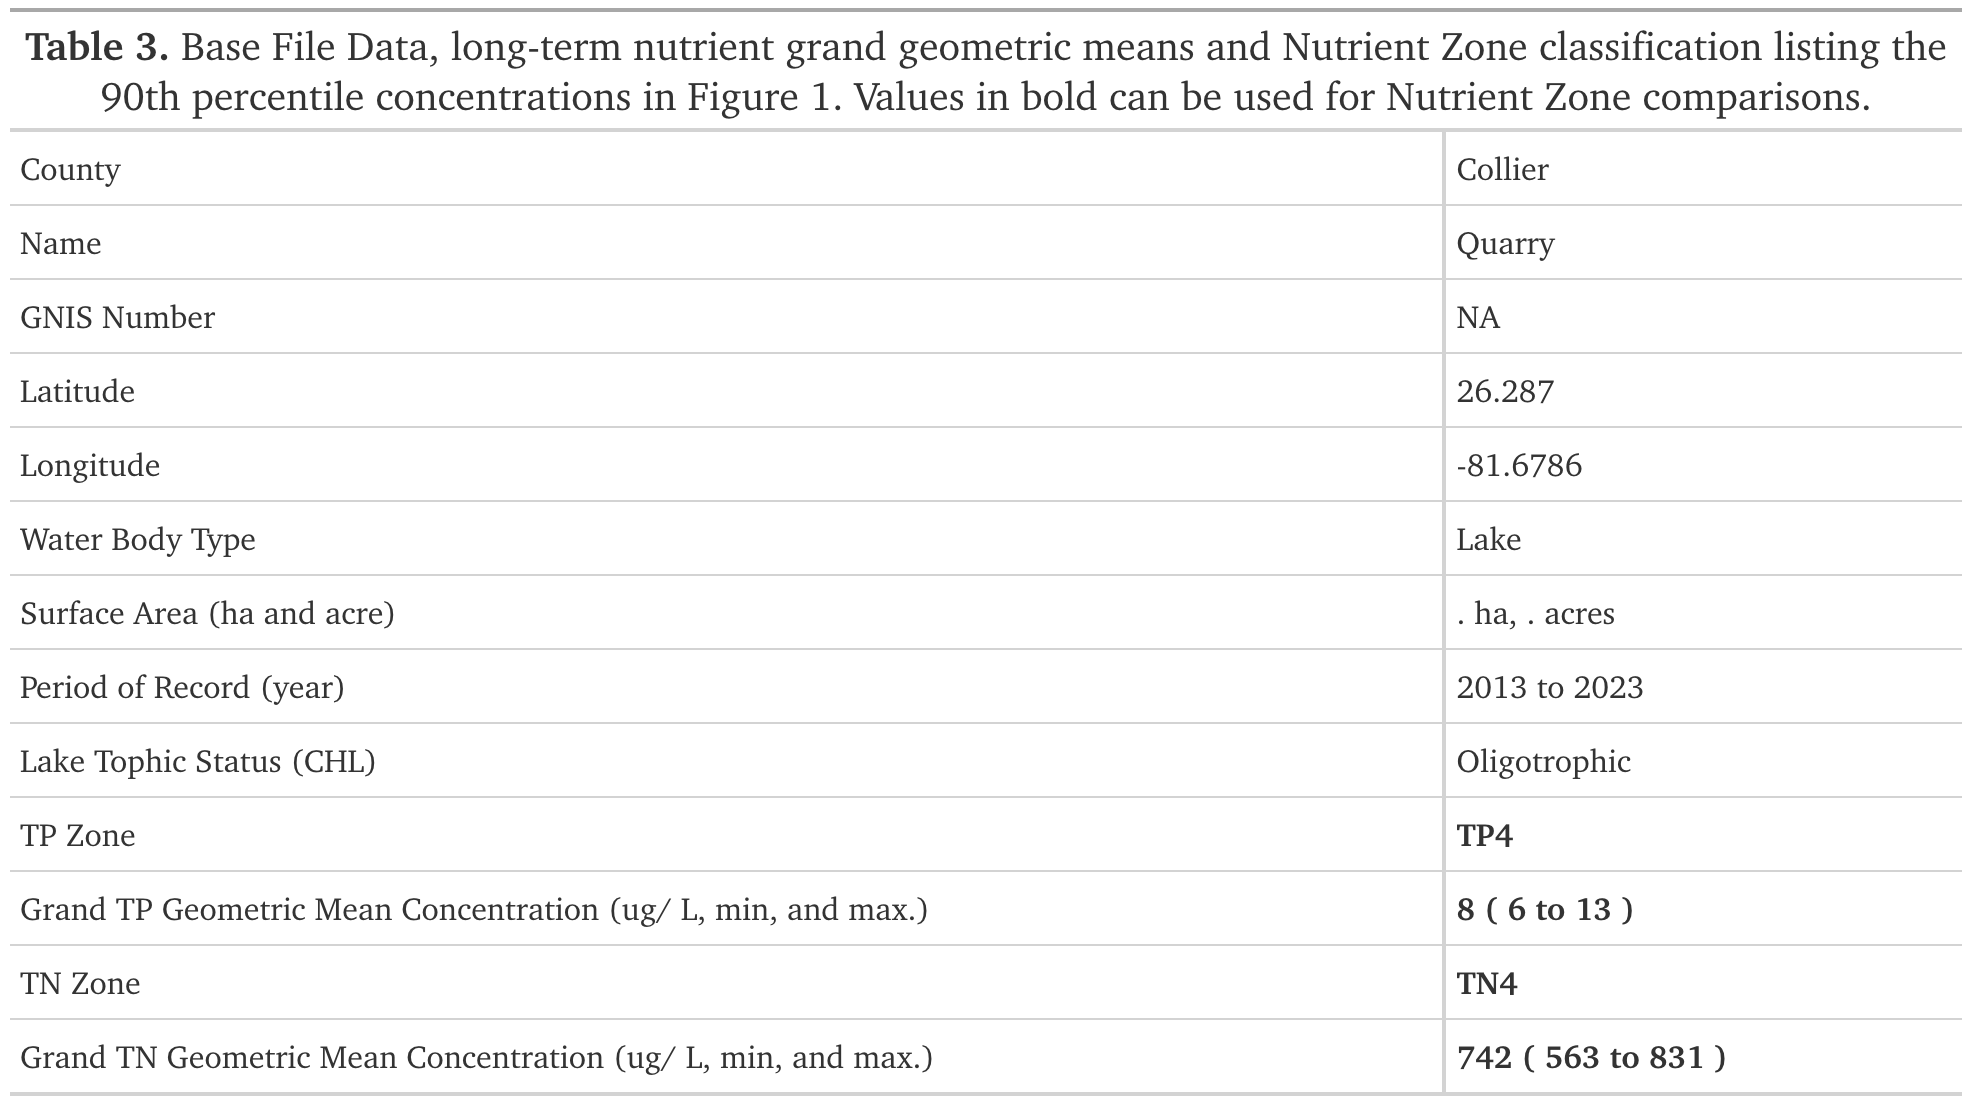 Table 3. Base File Data, long-term nutrient grand geometric means and Nutrient Zone classification listing the
90th percentile concentrations in Figure 1. Values in bold can be used for Nutrient Zone comparisons.
County Collier
Name Quarry
GNIS Number NA
Latitude 26.287
Longitude -81.6786
Water Body Type Lake
Surface Area (ha and acre) . ha, . acres
Period of Record (year) 2013 to 2023
Lake Tophic Status (CHL) Oligotrophic
TP Zone TP4
Grand TP Geometric Mean Concentration (ug/ L, min, and max.) 8 ( 6 to 13 )
TN Zone TN4
Grand TN Geometric Mean Concentration (ug/ L, min, and max.) 742 ( 563 to 831 )